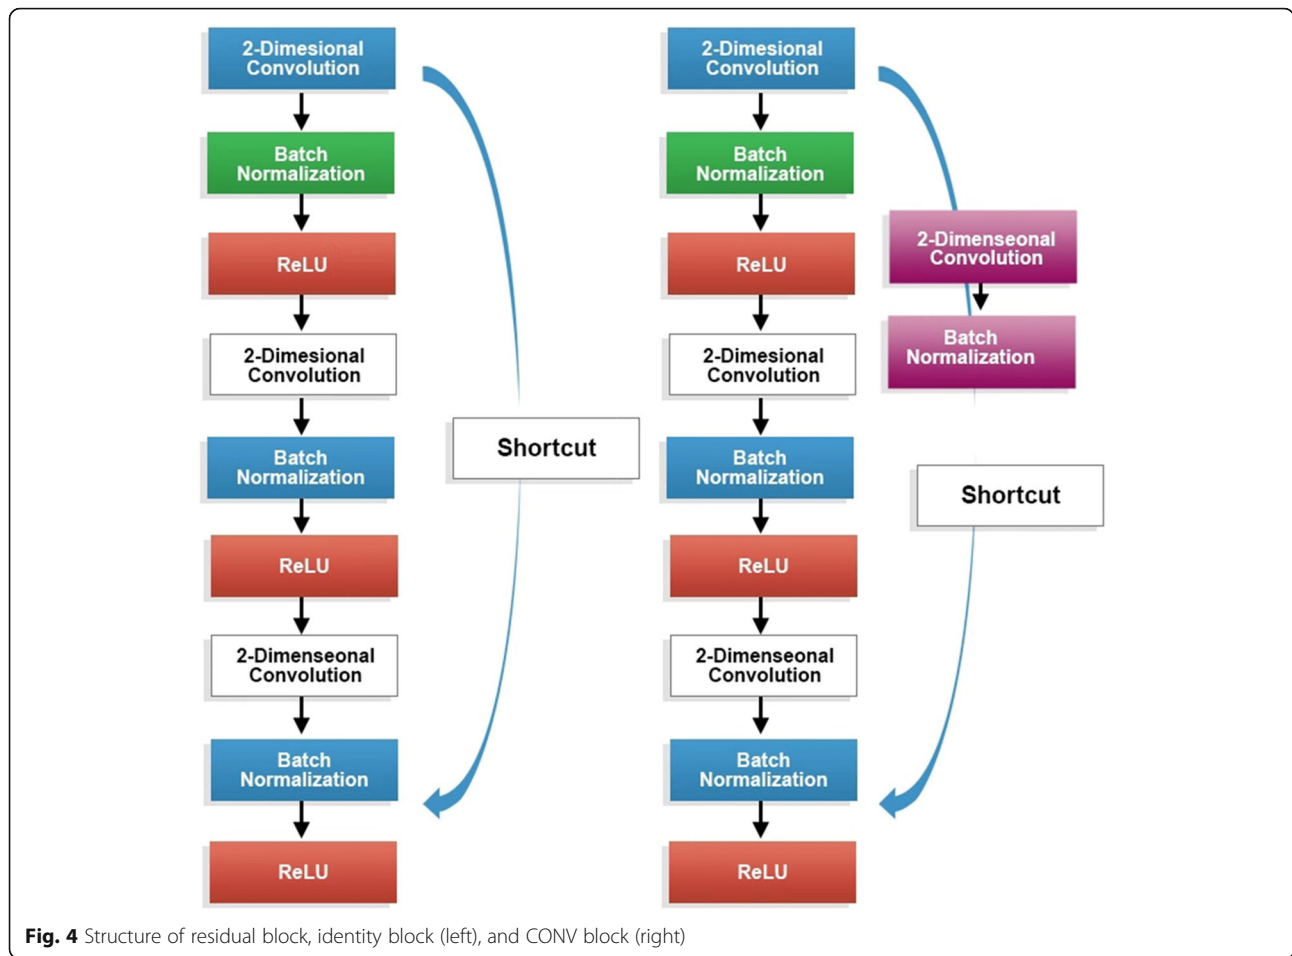 2-Dimesional
Convolution
Batch
Normalization
ReLU
2-Dimesional
Convolution
Batch
Normalization
ReLU
2-Dimenseonal
Convolution
Batch
Normalization
ReLU
Shortcut
2-Dimesional
Convolution
Batch
Normalization
ReLU
2-Dimesional
Convolution
Batch
Normalization
ReLU
2-Dimenseonal
Convolution
Batch
Normalization
ReLU
2-Dimenseonal
Convolution
Batch
Normalization
Shortcut
Fig. 4 Structure of residual block, identity block (left), and CONV block (right)